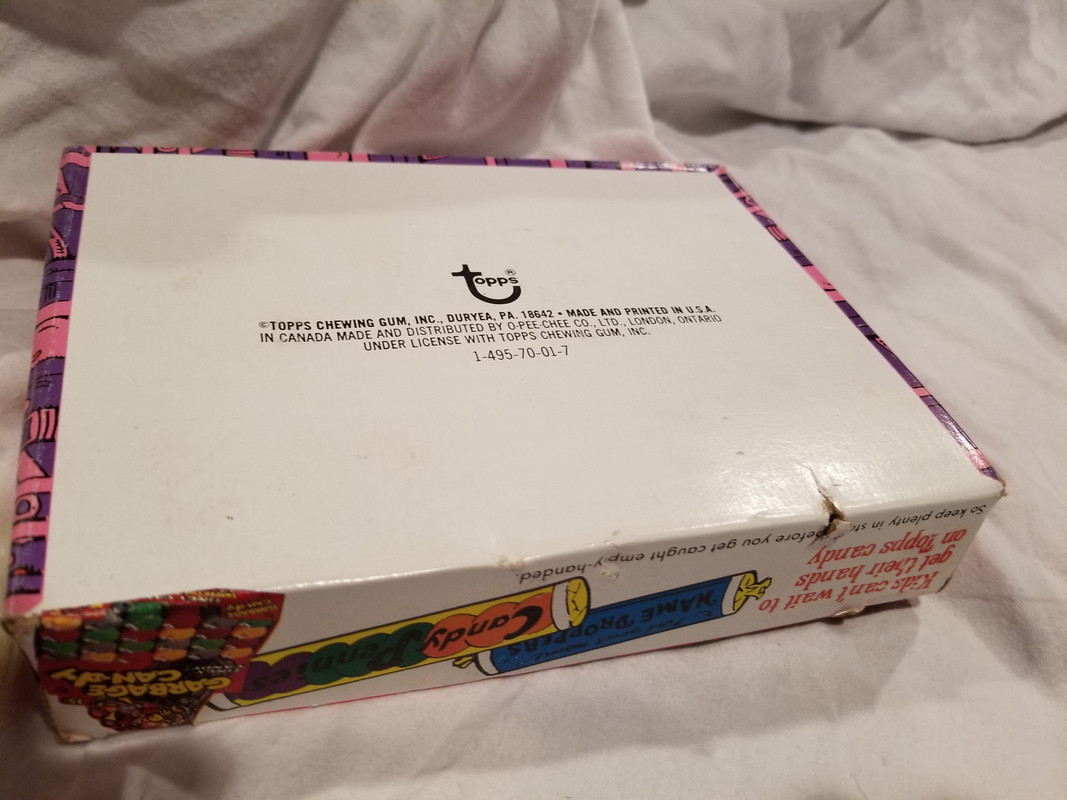 topps®
©TOPPS CHEWING GUM, INC., DURYEA, PA. 18642 • MADE AND PRINTED IN U.S.A.
IN CANADA MADE AND DISTRIBUTED BY O-PEE-CHEE CO., LTD., LONDON, ONTARIO
UNDER LICENSE WITH TOPPS CHEWING GUM, INC.
1-495-70-01-7
Kids can't wait to
get their hands
on Topps candy
So keep plenty in before you get caught empty-handed.
NAME DROPPERS
Candy Pennies
GARBAGE
CAN-dy